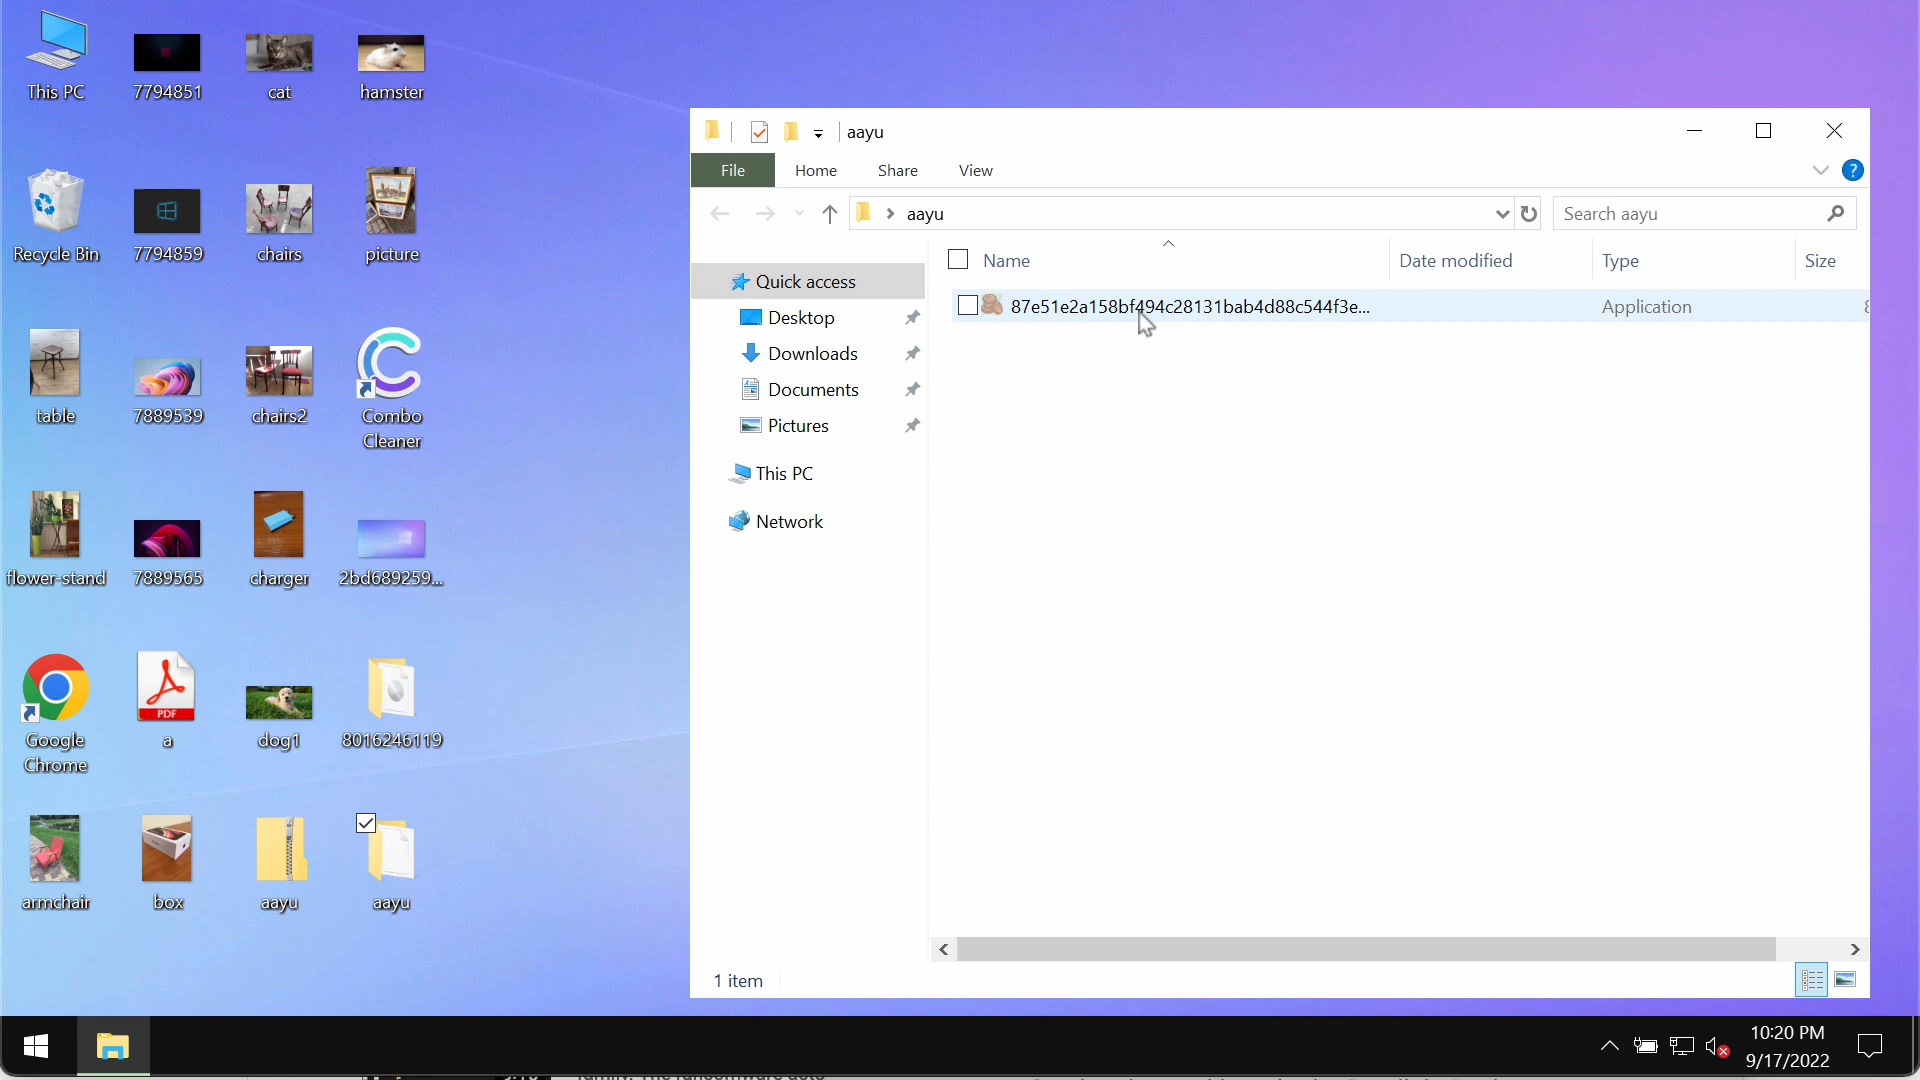 This PC
7794851
cat
hamster
Recycle Bin
7794859
chairs
picture
table
7889539
chairs2
Combo
Cleaner
flower-stand
7889565
charger
2bd689259...
Google
Chrome
PDF
a
dog1
8016246119
armchair
box
aayu
aayu
aayu
File
Home
Share
View
?
aayu
Search aayu
Name
Date modified
Type
Size
Quick access
Desktop
Downloads
Documents
Pictures
This PC
Network
87e51e2a158bf494c28131bab4d88c544f3e...
Application
1 item
10:20 PM
9/17/2022